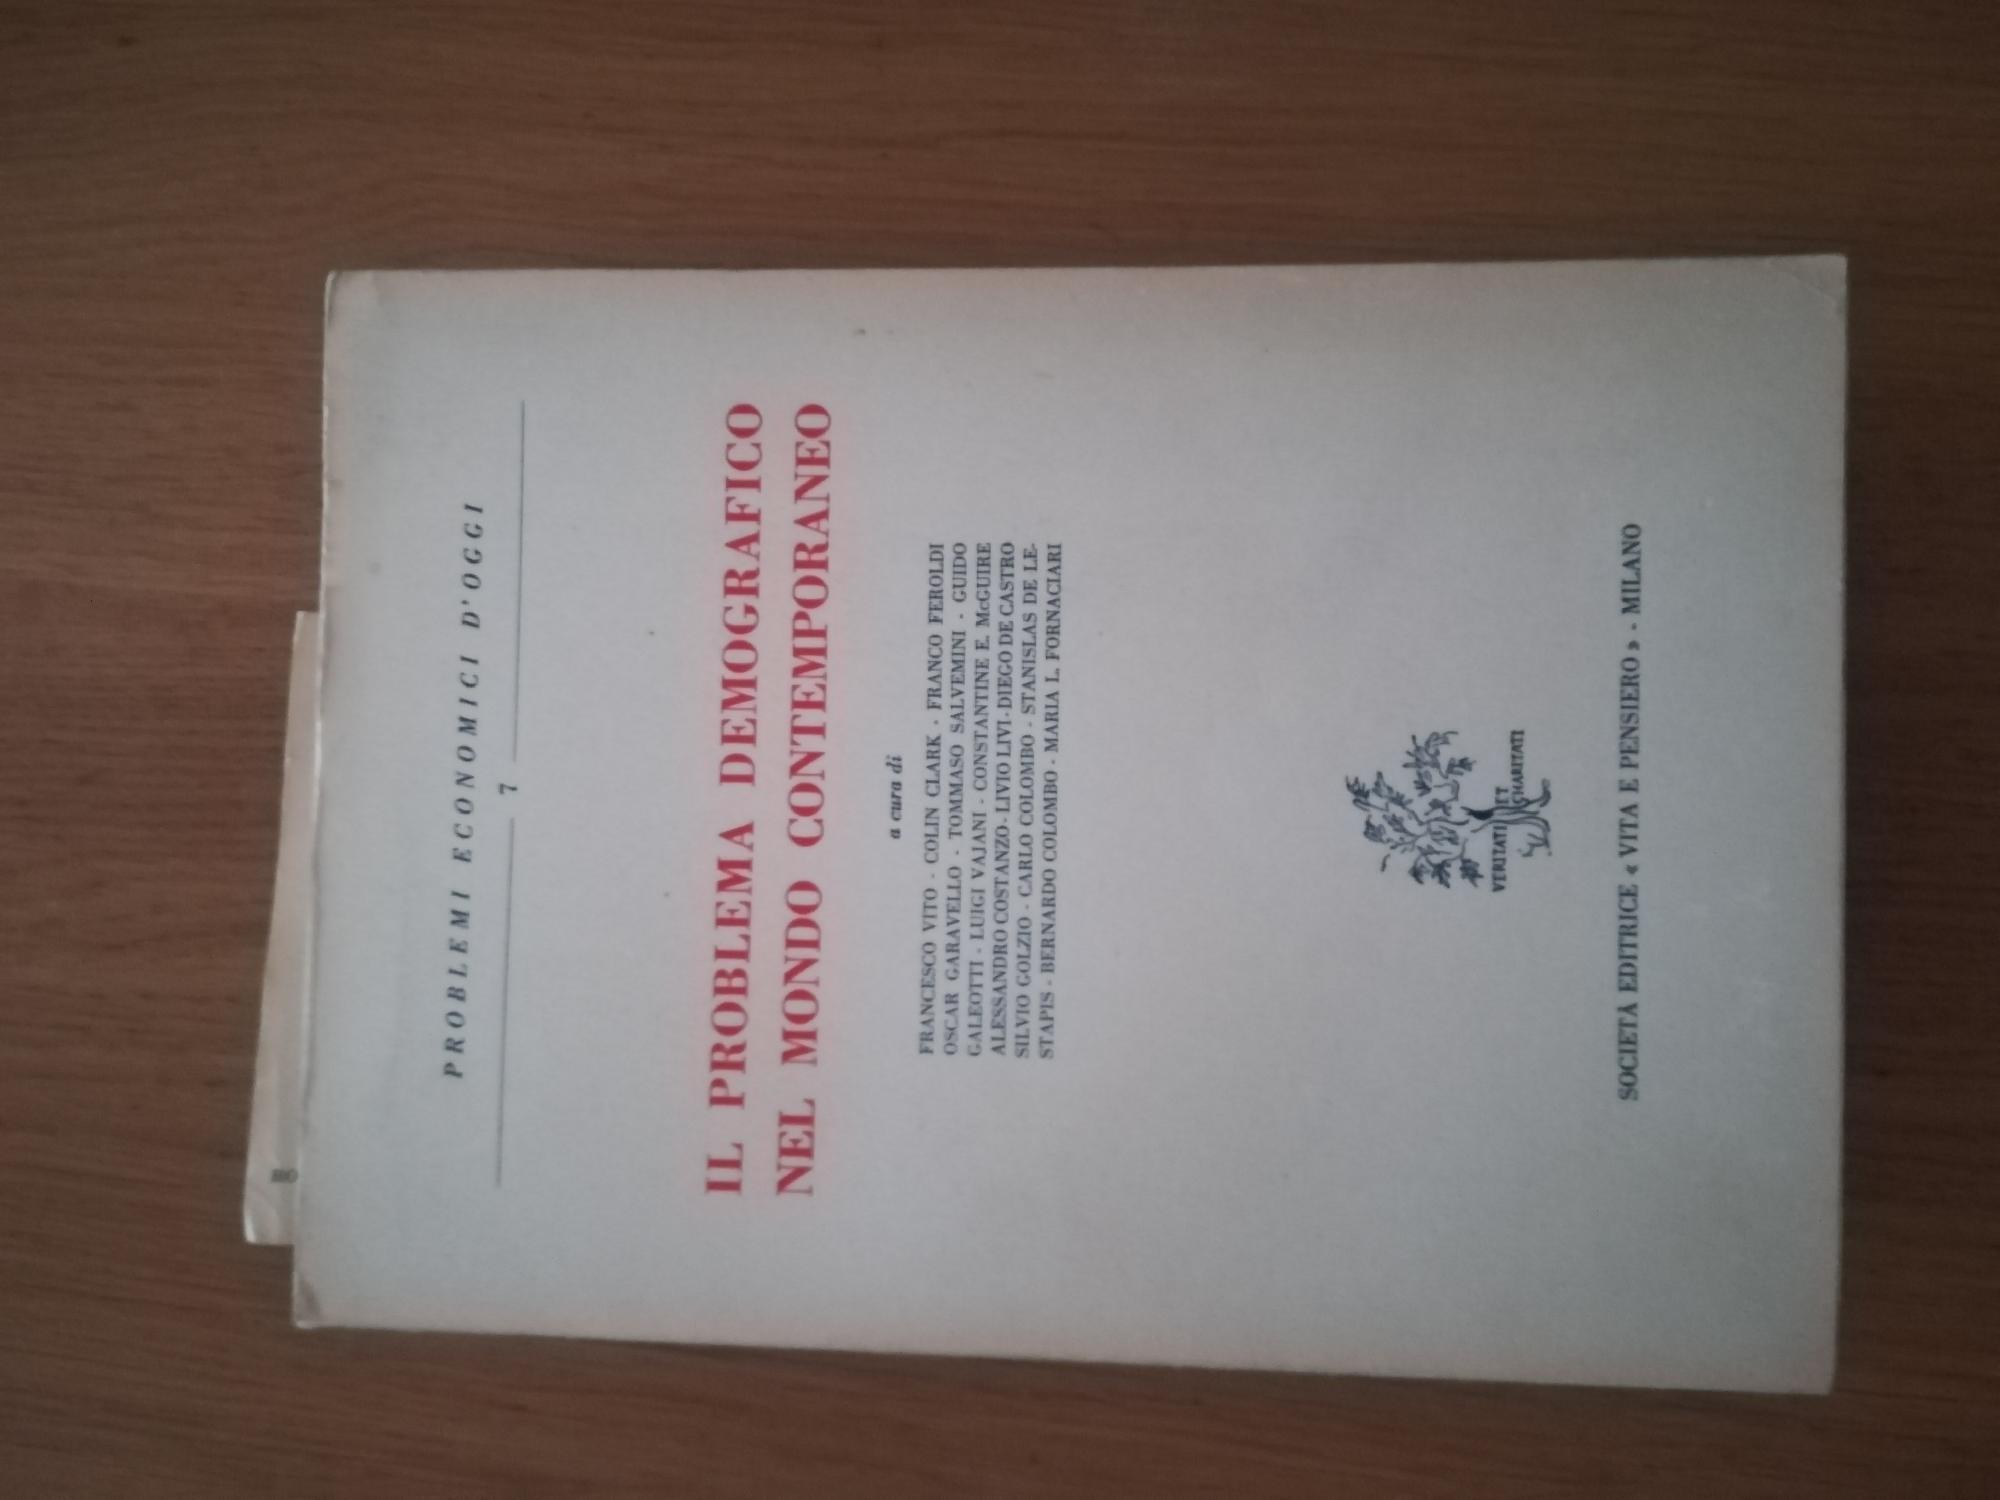 PROBLEMI ECONOMICI D'OGGI
7
IL PROBLEMA DEMOGRAFICO
NEL MONDO CONTEMPORANEO
a cura di
FRANCESCO VITO - COLIN CLARK - FRANCO FEROLDI
OSCAR GARAVELLO - TOMMASO SALVEMINI - GUIDO
GALEOTTI - LUIGI VAJANI - CONSTANTINE E. McGUIRE
ALESSANDRO COSTANZO - LIVIO LIVI - DIEGO DE CASTRO
SILVIO GOLZIO - CARLO COLOMBO - STANISLAS DE LE-
STAPIS - BERNARDO COLOMBO - MARIA L. FORNACIARI
VERITATI ET
CHARITATI
SOCIETÀ EDITRICE « VITA E PENSIERO » - MILANO